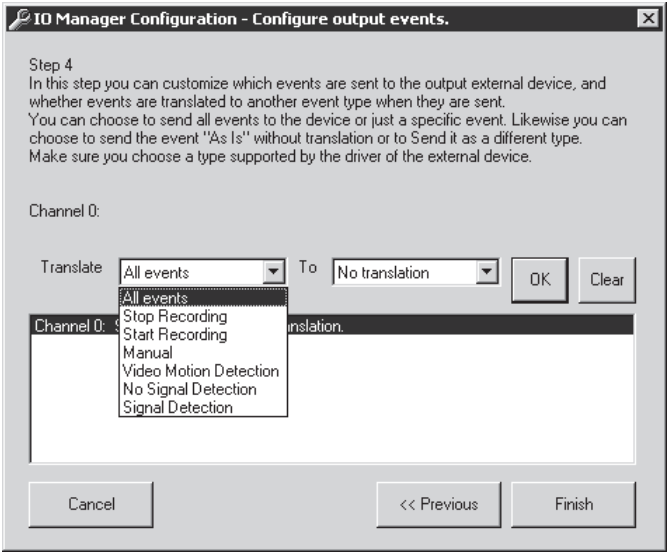 IO Manager Configuration - Configure output events.
Step 4
In this step you can customize which events are sent to the output external device, and
whether events are translated to another event type when they are sent.
You can choose to send all events to the device or just a specific event. Likewise you can
choose to send the event "As Is" without translation or to Send it as a different type.
Make sure you choose a type supported by the driver of the external device.
Channel 0:
Translate All events To No translation OK Clear
All events
Stop Recording
Start Recording
Manual
Video Motion Detection
No Signal Detection
Signal Detection
Channel 0: translation.
Cancel << Previous Finish